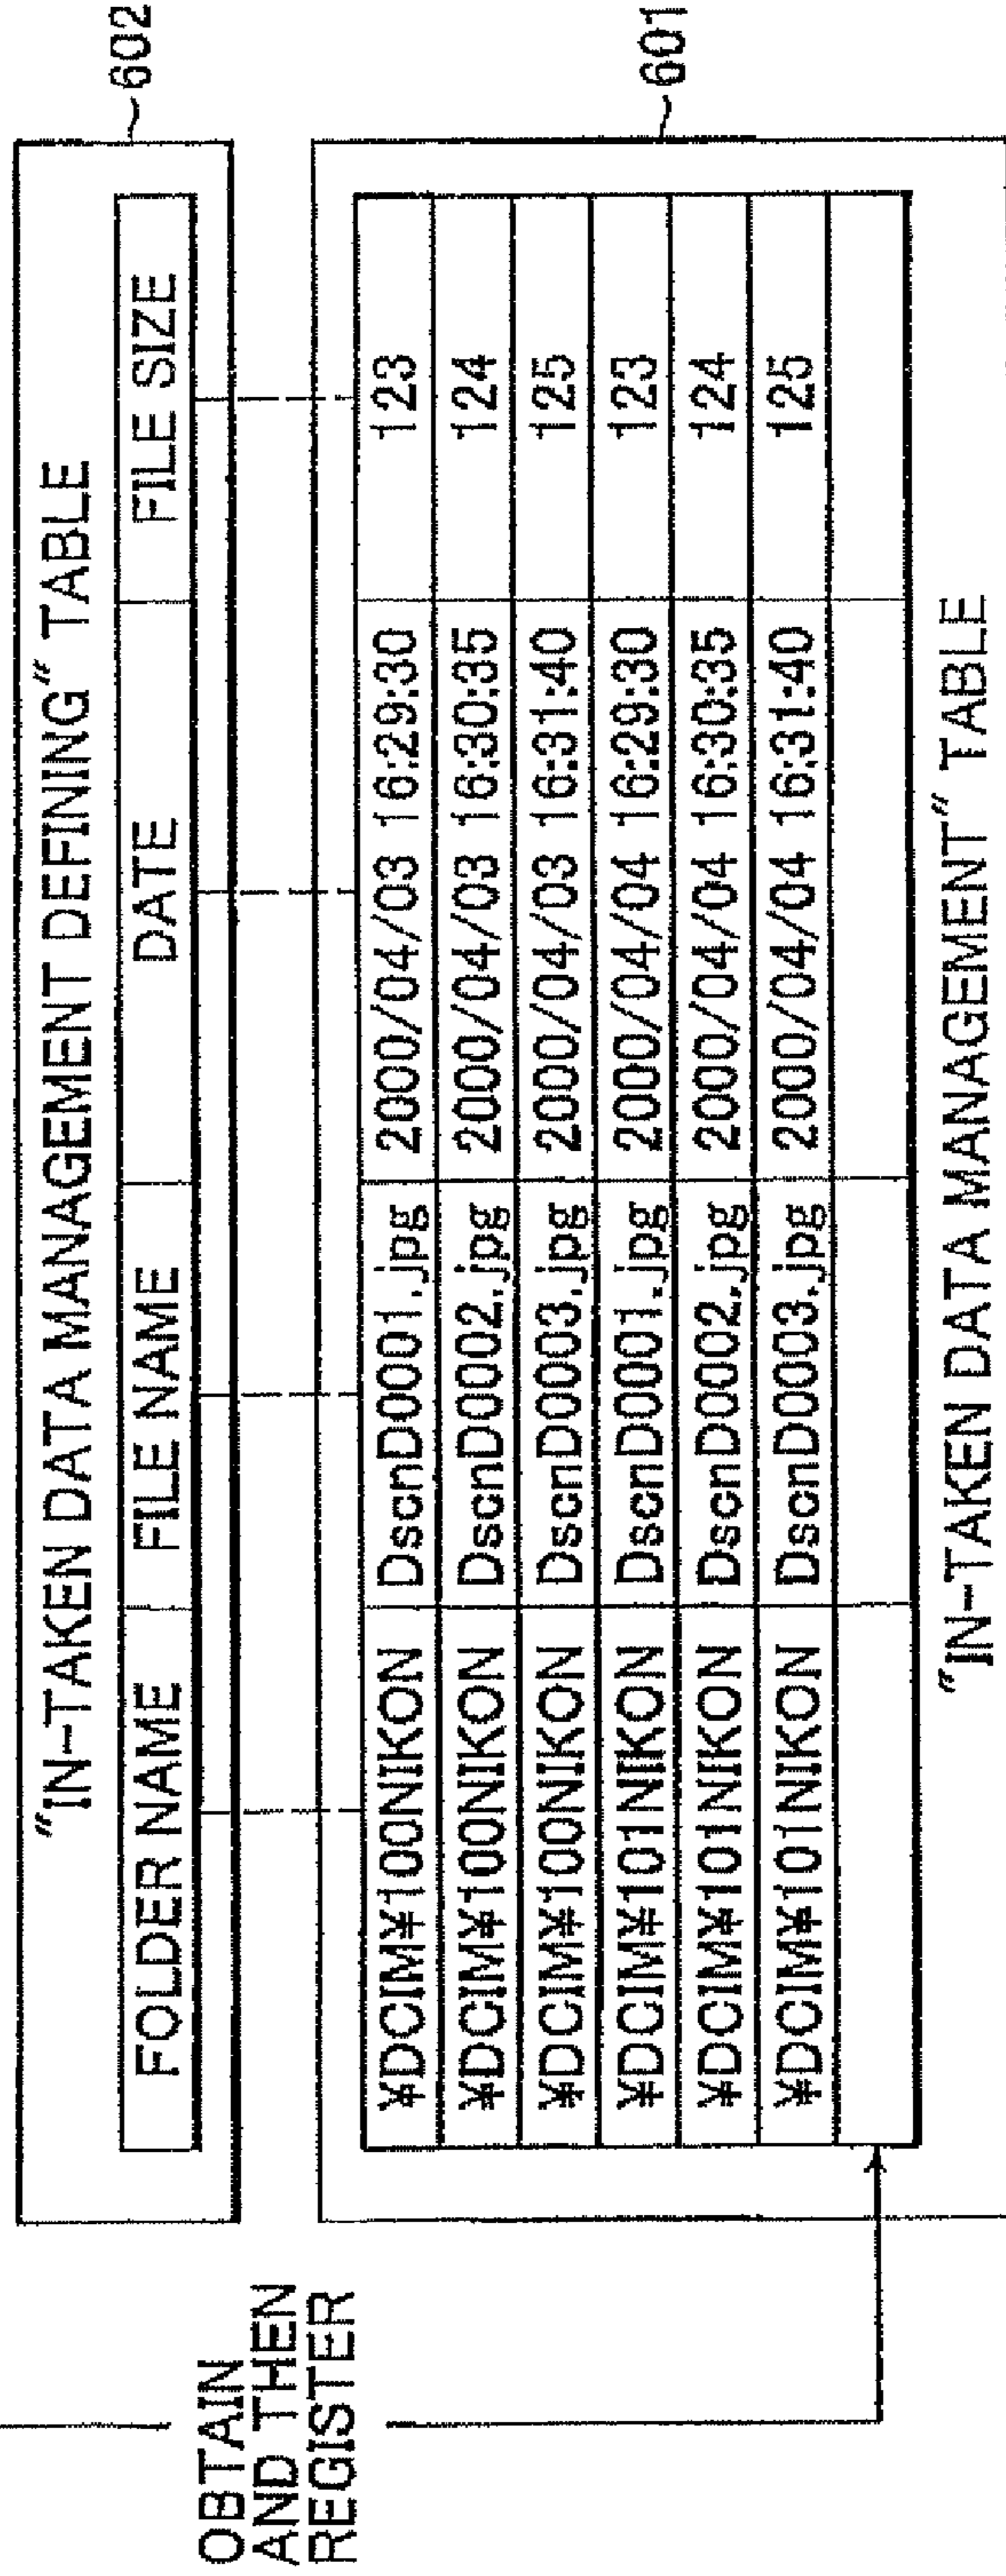 "IN-TAKEN DATA MANAGEMENT DEFINING" TABLE
602
FOLDER NAME FILE NAME DATE FILE SIZE
OBTAIN
AND THEN
REGISTER
601
¥DCIM¥100NIKON DscnD0001.jpg 2000/04/03 16:29:30 123
¥DCIM¥100NIKON DscnD0002.jpg 2000/04/03 16:30:35 124
¥DCIM¥100NIKON DscnD0003.jpg 2000/04/03 16:31:40 125
¥DCIM¥101NIKON DscnD0001.jpg 2000/04/04 16:29:30 123
¥DCIM¥101NIKON DscnD0002.jpg 2000/04/04 16:30:35 124
¥DCIM¥101NIKON DscnD0003.jpg 2000/04/04 16:31:40 125
"IN-TAKEN DATA MANAGEMENT" TABLE